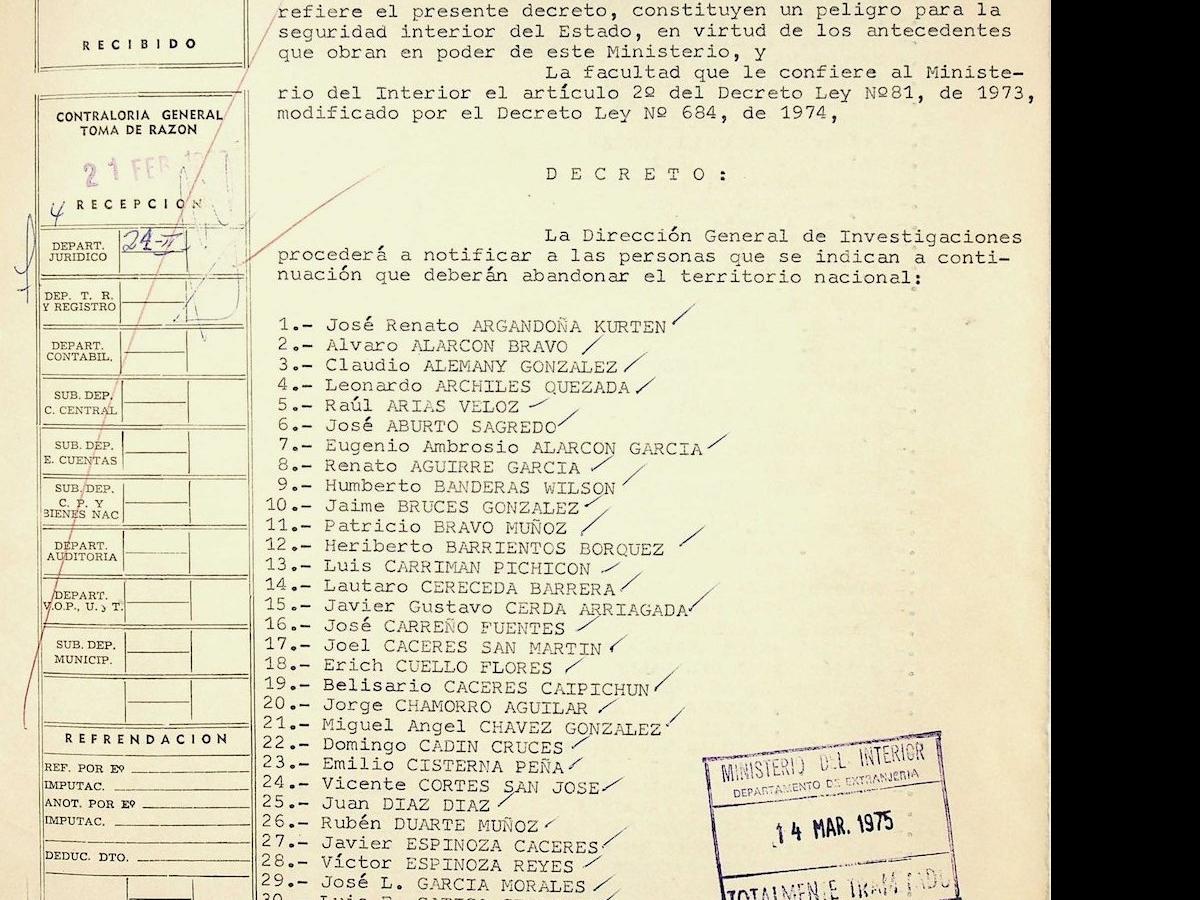 RECIBIDO
CONTRALORIA GENERAL
TOMA DE RAZON
21 FEB
RECEPCION
4
DEPART.
JURIDICO
24-II
DEP. T. R.
Y REGISTRO
DEPART.
CONTABIL.
SUB. DEP.
C. CENTRAL
SUB. DEP.
E. CUENTAS
SUB. DEP.
C. P. Y
BIENES NAC
DEPART.
AUDITORIA
DEPART.
V.O.P., U. y T.
SUB. DEP.
MUNICIP.
REFRENDACION
REF. POR Eº
IMPUTAC.
ANOT. POR Eº
IMPUTAC.
DEDUC. DTO.
refiere el presente decreto, constituyen un peligro para la
seguridad interior del Estado, en virtud de los antecedentes
que obran en poder de este Ministerio, y
La facultad que le confiere al Ministe-
rio del Interior el artículo 2º del Decreto Ley Nº81, de 1973,
modificado por el Decreto Ley Nº 684, de 1974,
D E C R E T O :
La Dirección General de Investigaciones
procederá a notificar a las personas que se indican a conti-
nuación que deberán abandonar el territorio nacional:
1.- José Renato ARGANDOÑA KURTEN
2.- Alvaro ALARCON BRAVO
3.- Claudio ALEMANY GONZALEZ
4.- Leonardo ARCHILES QUEZADA
5.- Raúl ARIAS VELOZ
6.- José ABURTO SAGREDO
7.- Eugenio Ambrosio ALARCON GARCIA
8.- Renato AGUIRRE GARCIA
9.- Humberto BANDERAS WILSON
10.- Jaime BRUCES GONZALEZ
11.- Patricio BRAVO MUÑOZ
12.- Heriberto BARRIENTOS BORQUEZ
13.- Luis CARRIMAN PICHICON
14.- Lautaro CERECEDA BARRERA
15.- Javier Gustavo CERDA ARRIAGADA
16.- José CARREÑO FUENTES
17.- Joel CACERES SAN MARTIN
18.- Erich CUELLO FLORES
19.- Belisario CACERES CAIPICHUN
20.- Jorge CHAMORRO AGUILAR
21.- Miguel Angel CHAVEZ GONZALEZ
22.- Domingo CADIN CRUCES
23.- Emilio CISTERNA PEÑA
24.- Vicente CORTES SAN JOSE
25.- Juan DIAZ DIAZ
26.- Rubén DUARTE MUÑOZ
27.- Javier ESPINOZA CACERES
28.- Víctor ESPINOZA REYES
29.- José L. GARCIA MORALES
MINISTERIO DEL INTERIOR
DEPARTAMENTO DE EXTRANJERIA
14 MAR. 1975
TOTALMENTE TRAMITADO